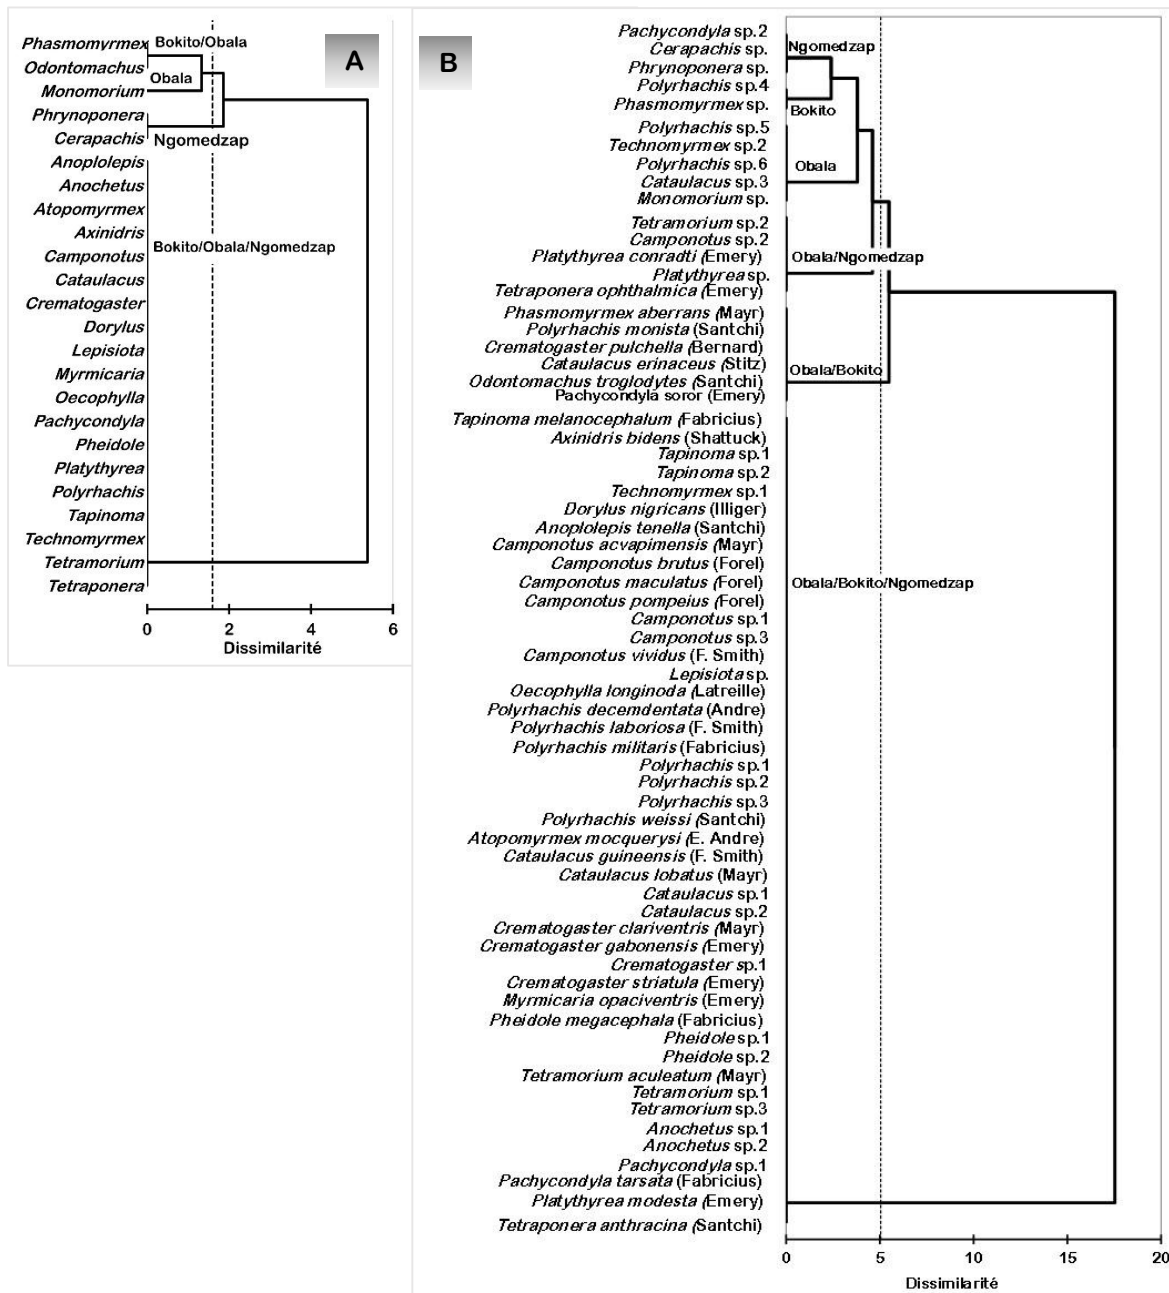 A
Phasmomyrmex Bokito/Obala
Odontomachus
Obala
Monomorium
Phrynoponera
Cerapachis Ngomedzap
Anoplolepis
Anochetus
Atopomyrmex
Axinidris
Bokito/Obala/Ngomedzap
Camponotus
Cataulacus
Crematogaster
Dorylus
Lepisiota
Myrmicaria
Oecophylla
Pachycondyla
Pheidole
Platythyrea
Polyrhachis
Tapinoma
Technomyrmex
Tetramorium
Tetraponera
0 2 4 6
Dissimilarité
B
Pachycondyla sp.2
Cerapachis sp. Ngomedzap
Phrynoponera sp.
Polyrhachis sp.4
Phasmomyrmex sp. Bokito
Polyrhachis sp.5
Technomyrmex sp.2
Polyrhachis sp.6 Obala
Cataulacus sp.3
Monomorium sp.
Tetramorium sp.2
Camponotus sp.2
Platythyrea conradti (Emery) Obala/Ngomedzap
Platythyrea sp.
Tetraponera ophthalmica (Emery)
Phasmomyrmex aberrans (Mayr)
Polyrhachis monista (Santchi)
Crematogaster pulchella (Bernard)
Cataulacus erinaceus (Stitz)
Obala/Bokito
Odontomachus troglodytes (Santchi)
Pachycondyla soror (Emery)
Tapinoma melanocephalum (Fabricius)
Axinidris bidens (Shattuck)
Tapinoma sp.1
Tapinoma sp.2
Technomyrmex sp.1
Dorylus nigricans (Illiger)
Anoplolepis tenella (Santchi)
Camponotus acvapimensis (Mayr)
Camponotus brutus (Forel)
Camponotus maculatus (Forel) Obala/Bokito/Ngomedzap
Camponotus pompeius (Forel)
Camponotus sp.1
Camponotus sp.3
Camponotus vividus (F. Smith)
Lepisiota sp.
Oecophylla longinoda (Latreille)
Polyrhachis decemdentata (Andre)
Polyrhachis laboriosa (F. Smith)
Polyrhachis militaris (Fabricius)
Polyrhachis sp.1
Polyrhachis sp.2
Polyrhachis sp.3
Polyrhachis weissi (Santchi)
Atopomyrmex mocquerysi (E. Andre)
Cataulacus guineensis (F. Smith)
Cataulacus lobatus (Mayr)
Cataulacus sp.1
Cataulacus sp.2
Crematogaster clariventris (Mayr)
Crematogaster gabonensis (Emery)
Crematogaster sp.1
Crematogaster striatula (Emery)
Myrmicaria opaciventris (Emery)
Pheidole megacephala (Fabricius)
Pheidole sp.1
Pheidole sp.2
Tetramorium aculeatum (Mayr)
Tetramorium sp.1
Tetramorium sp.3
Anochetus sp.1
Anochetus sp.2
Pachycondyla sp.1
Pachycondyla tarsata (Fabricius)
Platythyrea modesta (Emery)
Tetraponera anthracina (Santchi)
0 5 10 15 20
Dissimilarité